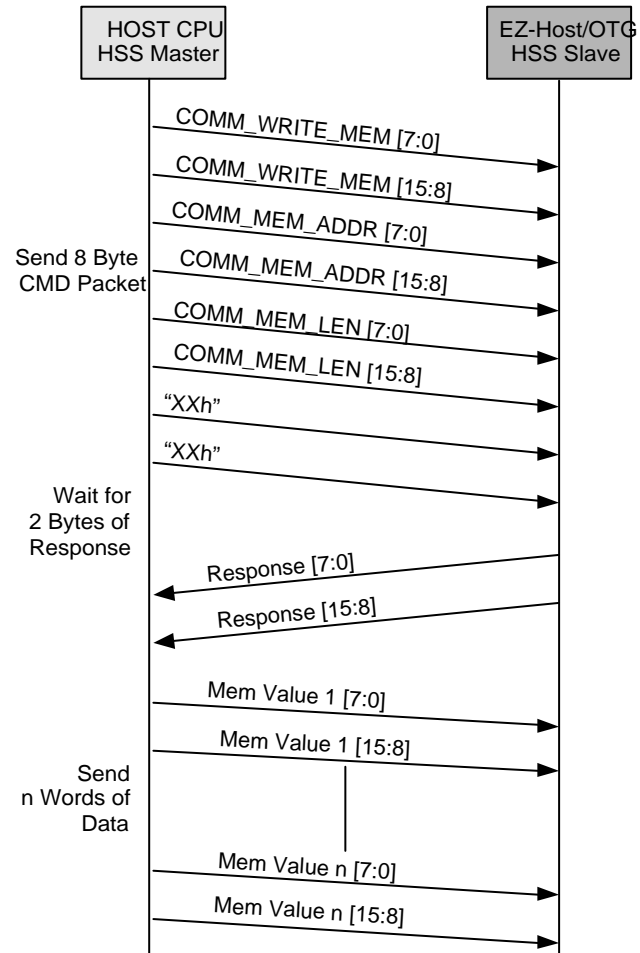 HOST CPU
HSS Master
EZ-Host/OTG
HSS Slave
COMM_WRITE_MEM [7:0]
COMM_WRITE_MEM [15:8]
COMM_MEM_ADDR [7:0]
Send 8 Byte
CMD Packet
COMM_MEM_ADDR [15:8]
COMM_MEM_LEN [7:0]
COMM_MEM_LEN [15:8]
“XXh”
“XXh”
Wait for
2 Bytes of
Response
Response [7:0]
Response [15:8]
Mem Value 1 [7:0]
Mem Value 1 [15:8]
Send
n Words of
Data
Mem Value n [7:0]
Mem Value n [15:8]